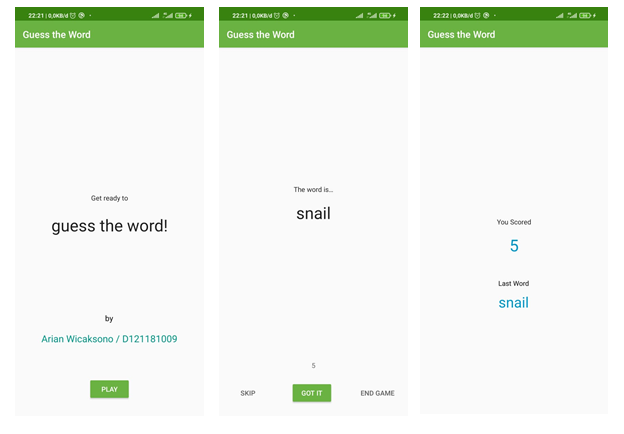 22:21 | 0,0KB/d
Guess the Word
Get ready to
guess the word!
by
Arian Wicaksono / D121181009
PLAY
22:21 | 0,0KB/d
Guess the Word
The word is...
snail
5
SKIP
GOT IT
END GAME
22:22 | 0,0KB/d
Guess the Word
You Scored
5
Last Word
snail